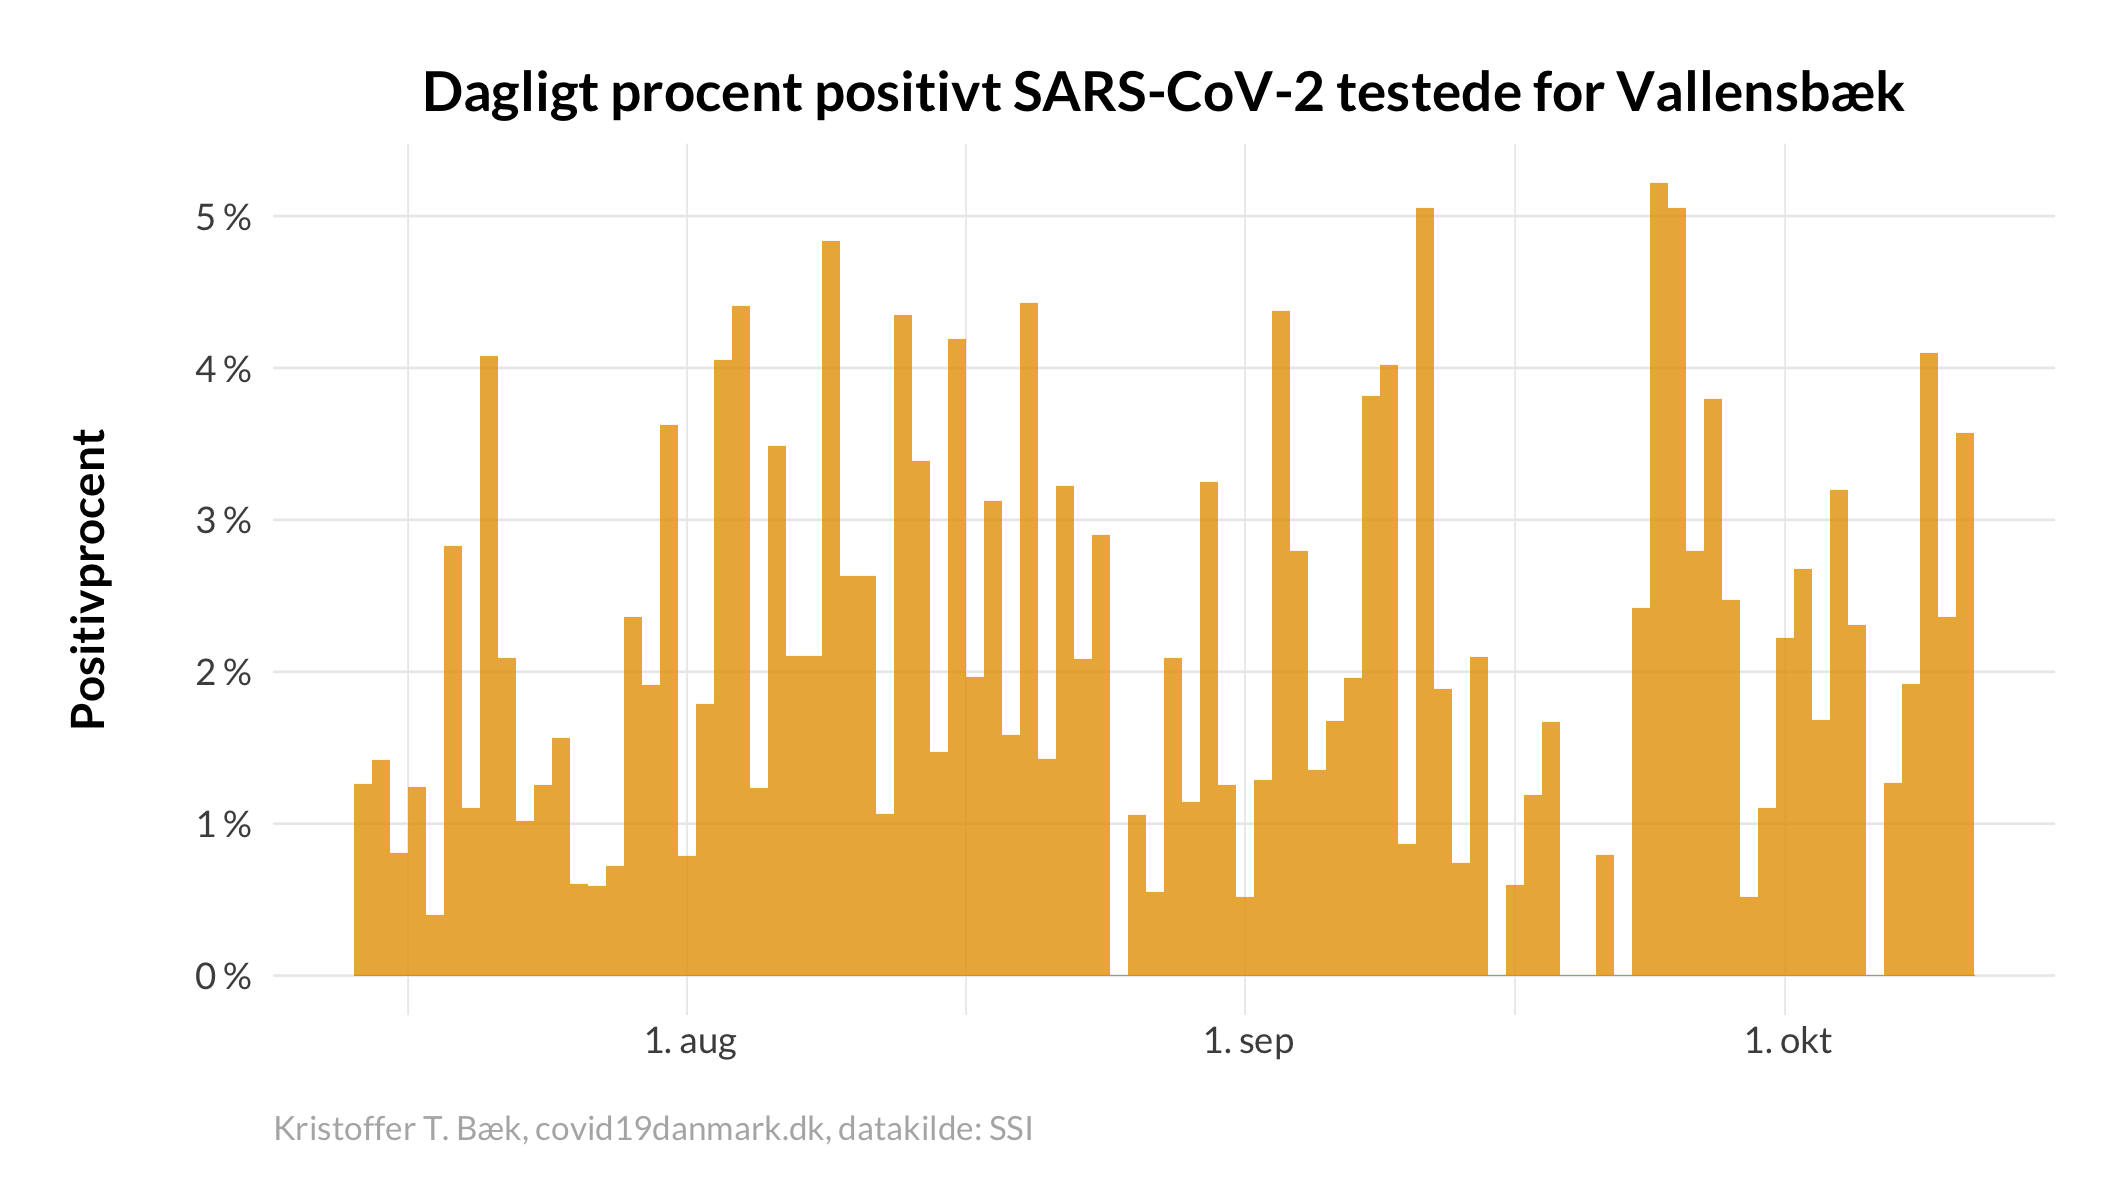 Dagligt procent positivt SARS-CoV-2 testede for Vallensbæk
Positivprocent
5 %
4 %
3 %
2 %
1 %
0 %
1. aug
1. sep
1. okt
Kristoffer T. Bæk, covid19danmark.dk, datakilde: SSI